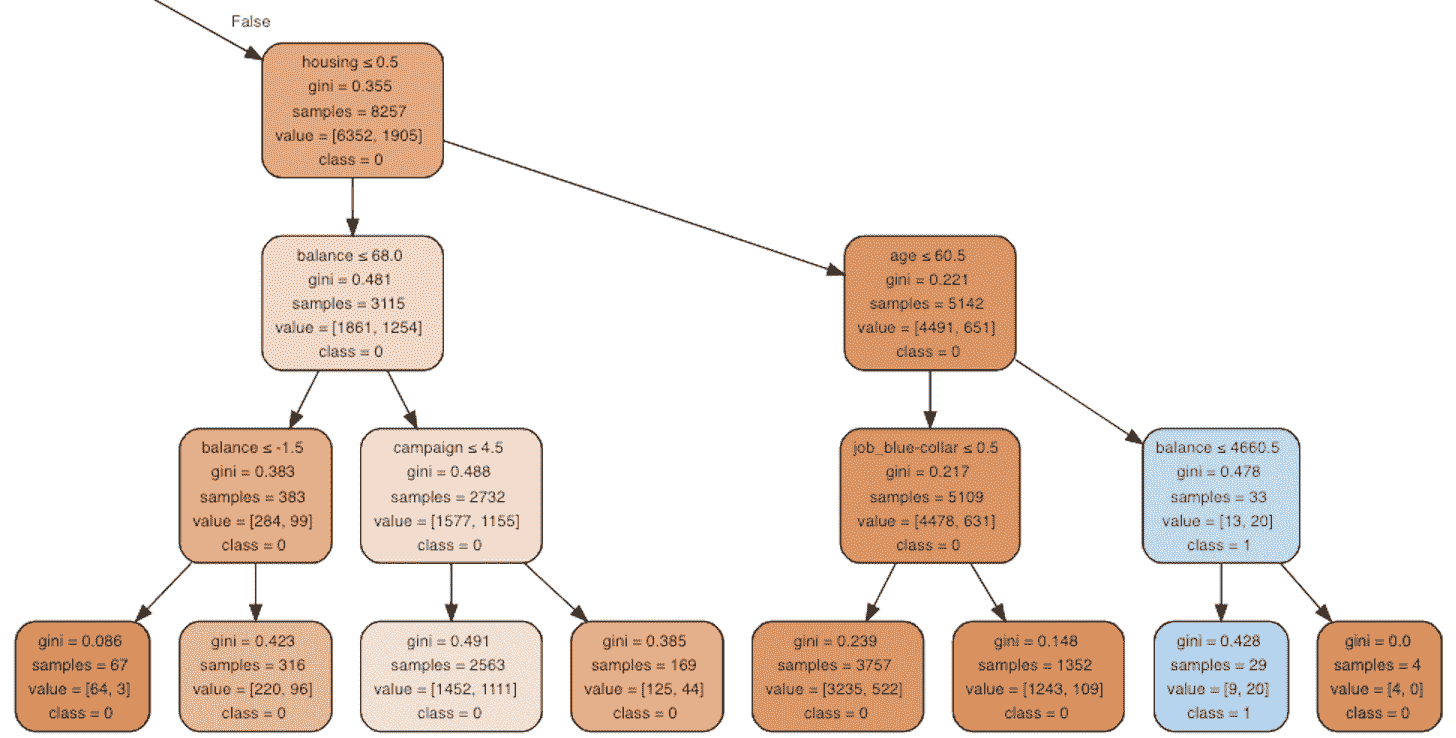 False
housing ≤ 0.5
gini = 0.355
samples = 8257
value = [6352, 1905]
class = 0
balance ≤ 68.0
gini = 0.481
samples = 3115
value = [1861, 1254]
class = 0
age ≤ 60.5
gini = 0.221
samples = 5142
value = [4491, 651]
class = 0
balance ≤ -1.5
gini = 0.383
samples = 383
value = [284, 99]
class = 0
campaign ≤ 4.5
gini = 0.488
samples = 2732
value = [1577, 1155]
class = 0
job_blue-collar ≤ 0.5
gini = 0.217
samples = 5109
value = [4478, 631]
class = 0
balance ≤ 4660.5
gini = 0.478
samples = 33
value = [13, 20]
class = 1
gini = 0.086
samples = 67
value = [64, 3]
class = 0
gini = 0.423
samples = 316
value = [220, 96]
class = 0
gini = 0.491
samples = 2563
value = [1452, 1111]
class = 0
gini = 0.385
samples = 169
value = [125, 44]
class = 0
gini = 0.239
samples = 3757
value = [3235, 522]
class = 0
gini = 0.148
samples = 1352
value = [1243, 109]
class = 0
gini = 0.428
samples = 29
value = [9, 20]
class = 1
gini = 0.0
samples = 4
value = [4, 0]
class = 0